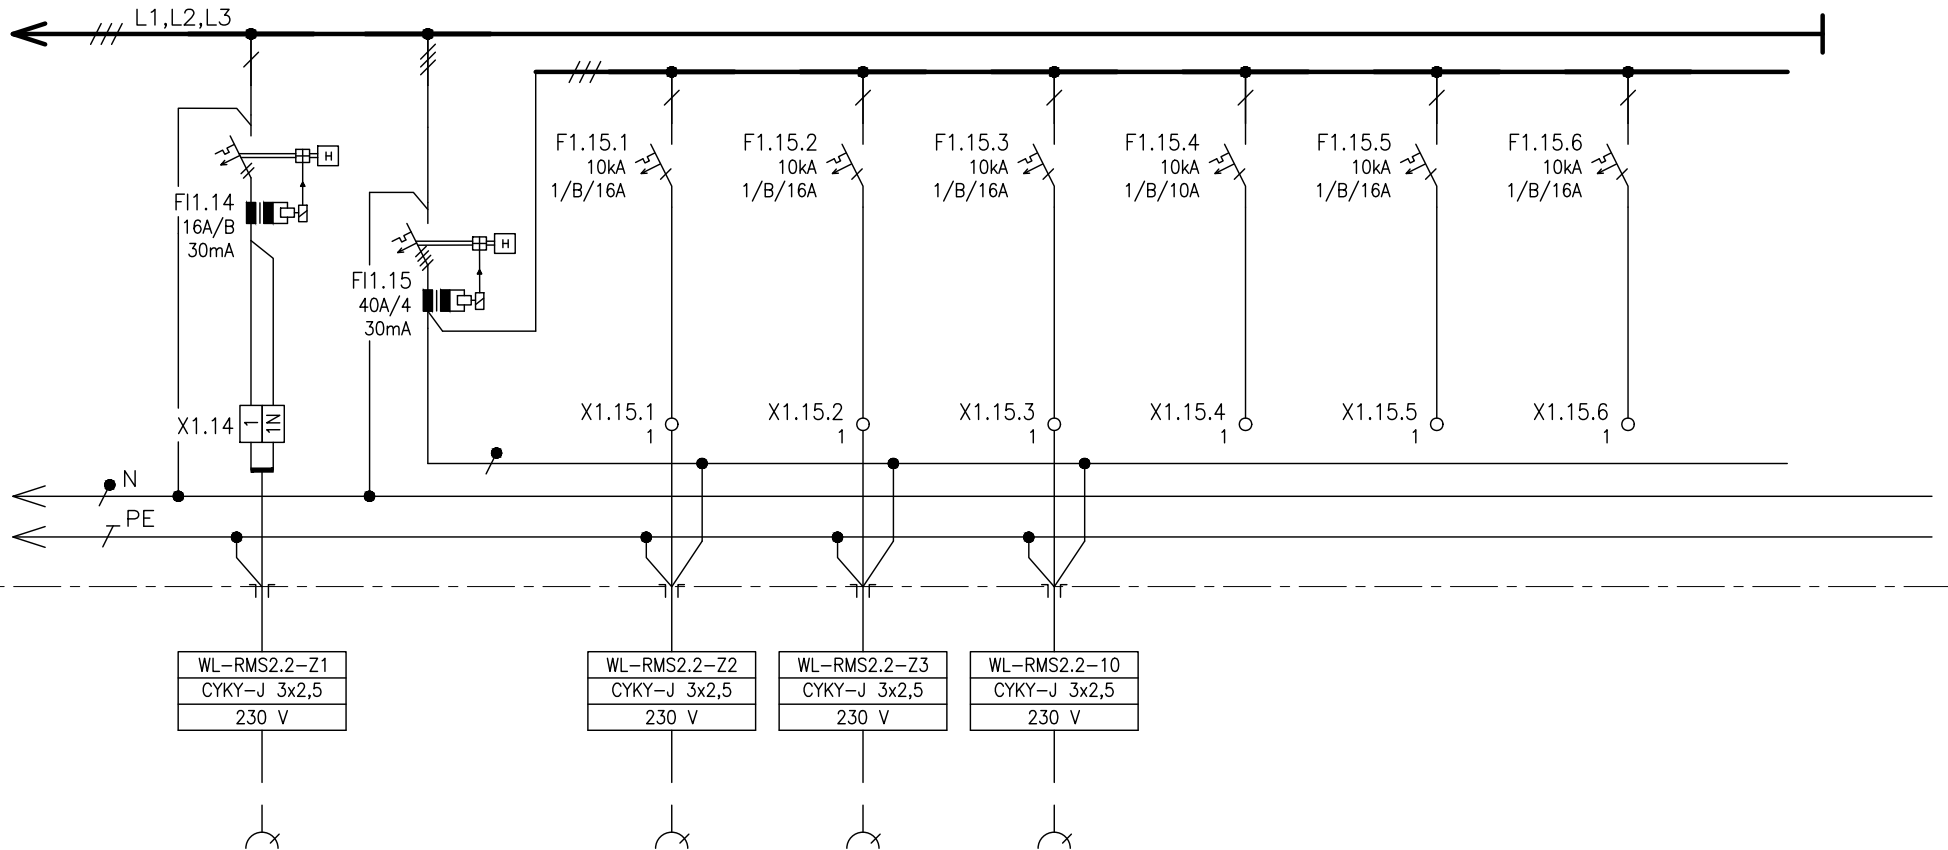 L1,L2,L3
F1.15.1
10kA
1/B/16A
F1.15.2
10kA
1/B/16A
F1.15.3
10kA
1/B/16A
F1.15.4
10kA
1/B/10A
F1.15.5
10kA
1/B/16A
F1.15.6
10kA
1/B/16A
H
FI1.14
16A/B
30mA
H
FI1.15
40A/4
30mA
X1.14
1
1N
X1.15.1
1
X1.15.2
1
X1.15.3
1
X1.15.4
1
X1.15.5
1
X1.15.6
1
N
PE
WL-RMS2.2-Z1
CYKY-J 3x2,5
230 V
WL-RMS2.2-Z2
CYKY-J 3x2,5
230 V
WL-RMS2.2-Z3
CYKY-J 3x2,5
230 V
WL-RMS2.2-10
CYKY-J 3x2,5
230 V